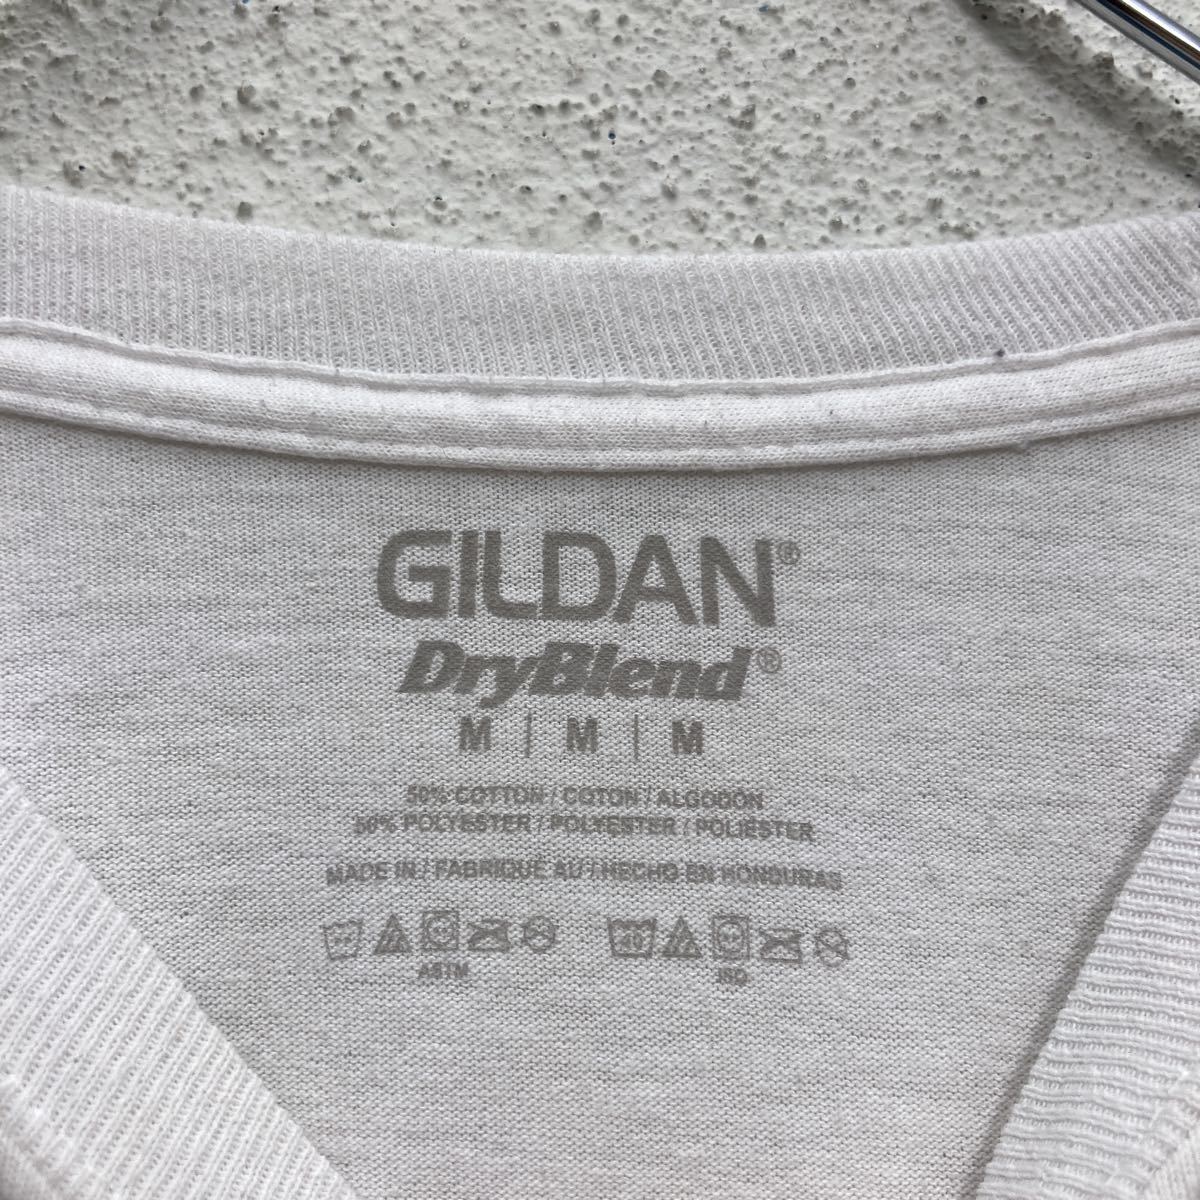 GILDAN®
DryBlend®
M | M | M
50% COTTON / COTON / ALGODÓN
50% POLYESTER / POLYESTER / POLIÉSTER
MADE IN / FABRIQUÉ AU / HECHO EN HONDURAS
40
ASTM ISO